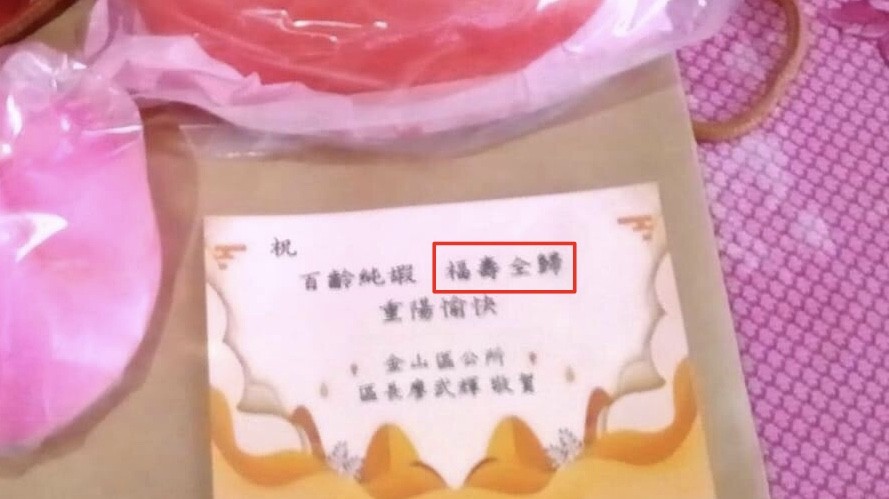 祝
百齡純嘏 福壽全歸
重陽愉快
金山區公所
區長廖武輝 敬賀